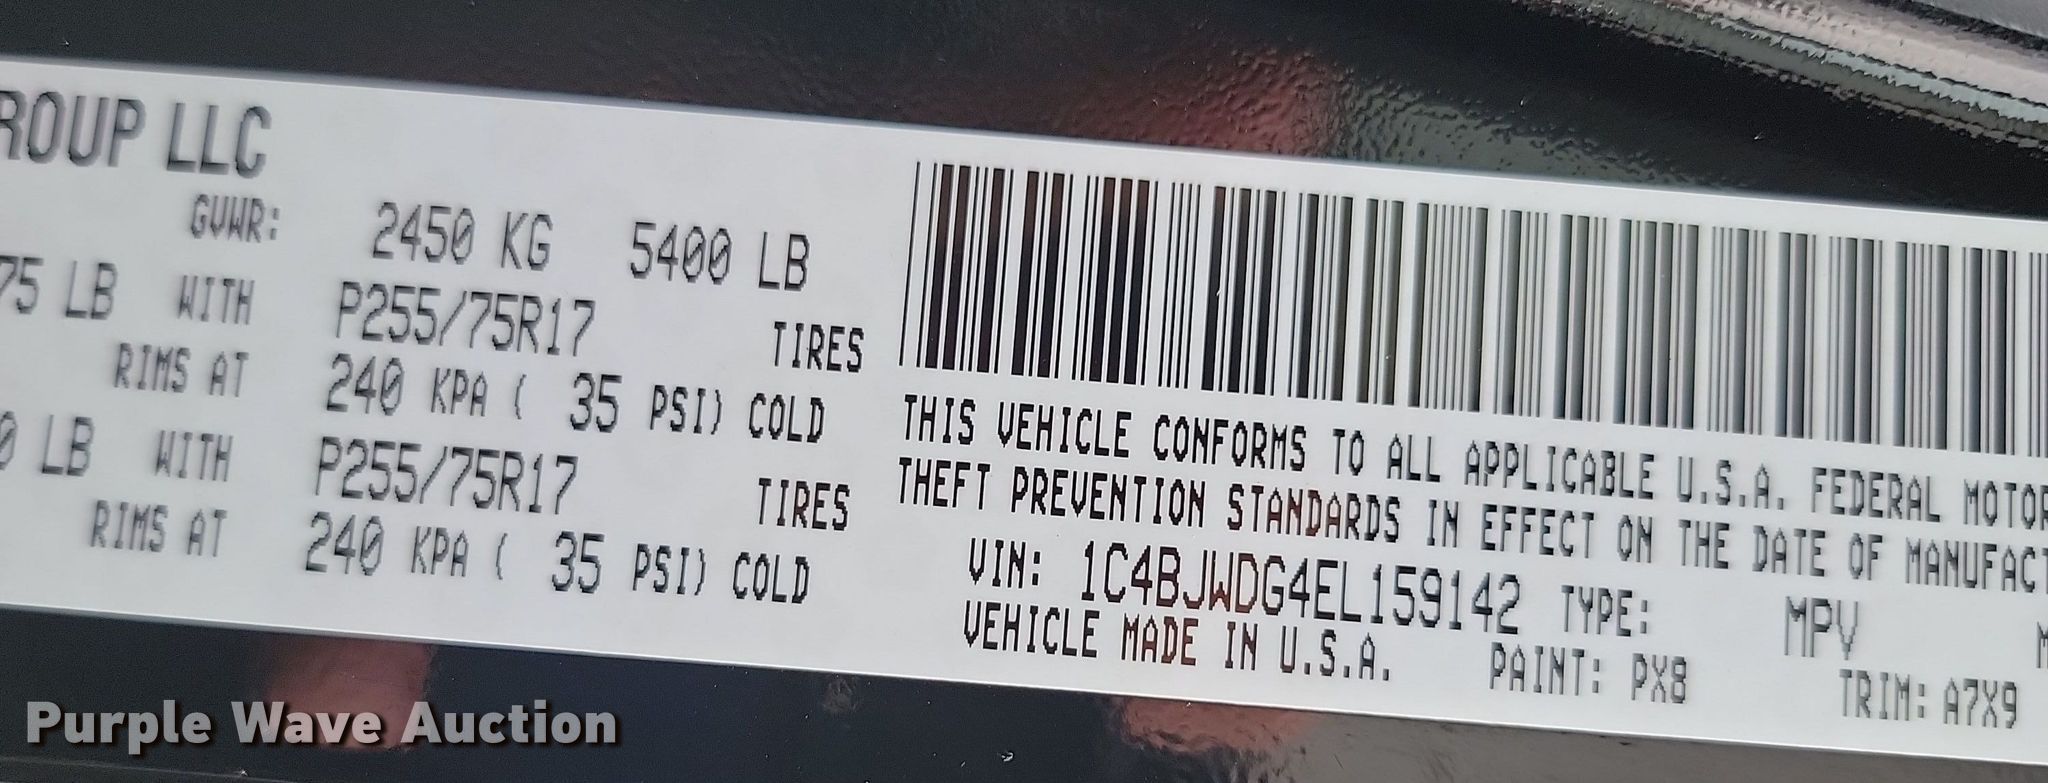 ROUP LLC
GVWR: 2450 KG 5400 LB
75 LB WITH P255/75R17 TIRES
RIMS AT 240 KPA ( 35 PSI) COLD
0 LB WITH P255/75R17 TIRES
RIMS AT 240 KPA ( 35 PSI) COLD
THIS VEHICLE CONFORMS TO ALL APPLICABLE U.S.A. FEDERAL MOTOR
THEFT PREVENTION STANDARDS IN EFFECT ON THE DATE OF MANUFACT
VIN: 1C4BJWDG4EL159142 TYPE: MPV
VEHICLE MADE IN U.S.A. PAINT: PX8 TRIM: A7X9
Purple Wave Auction